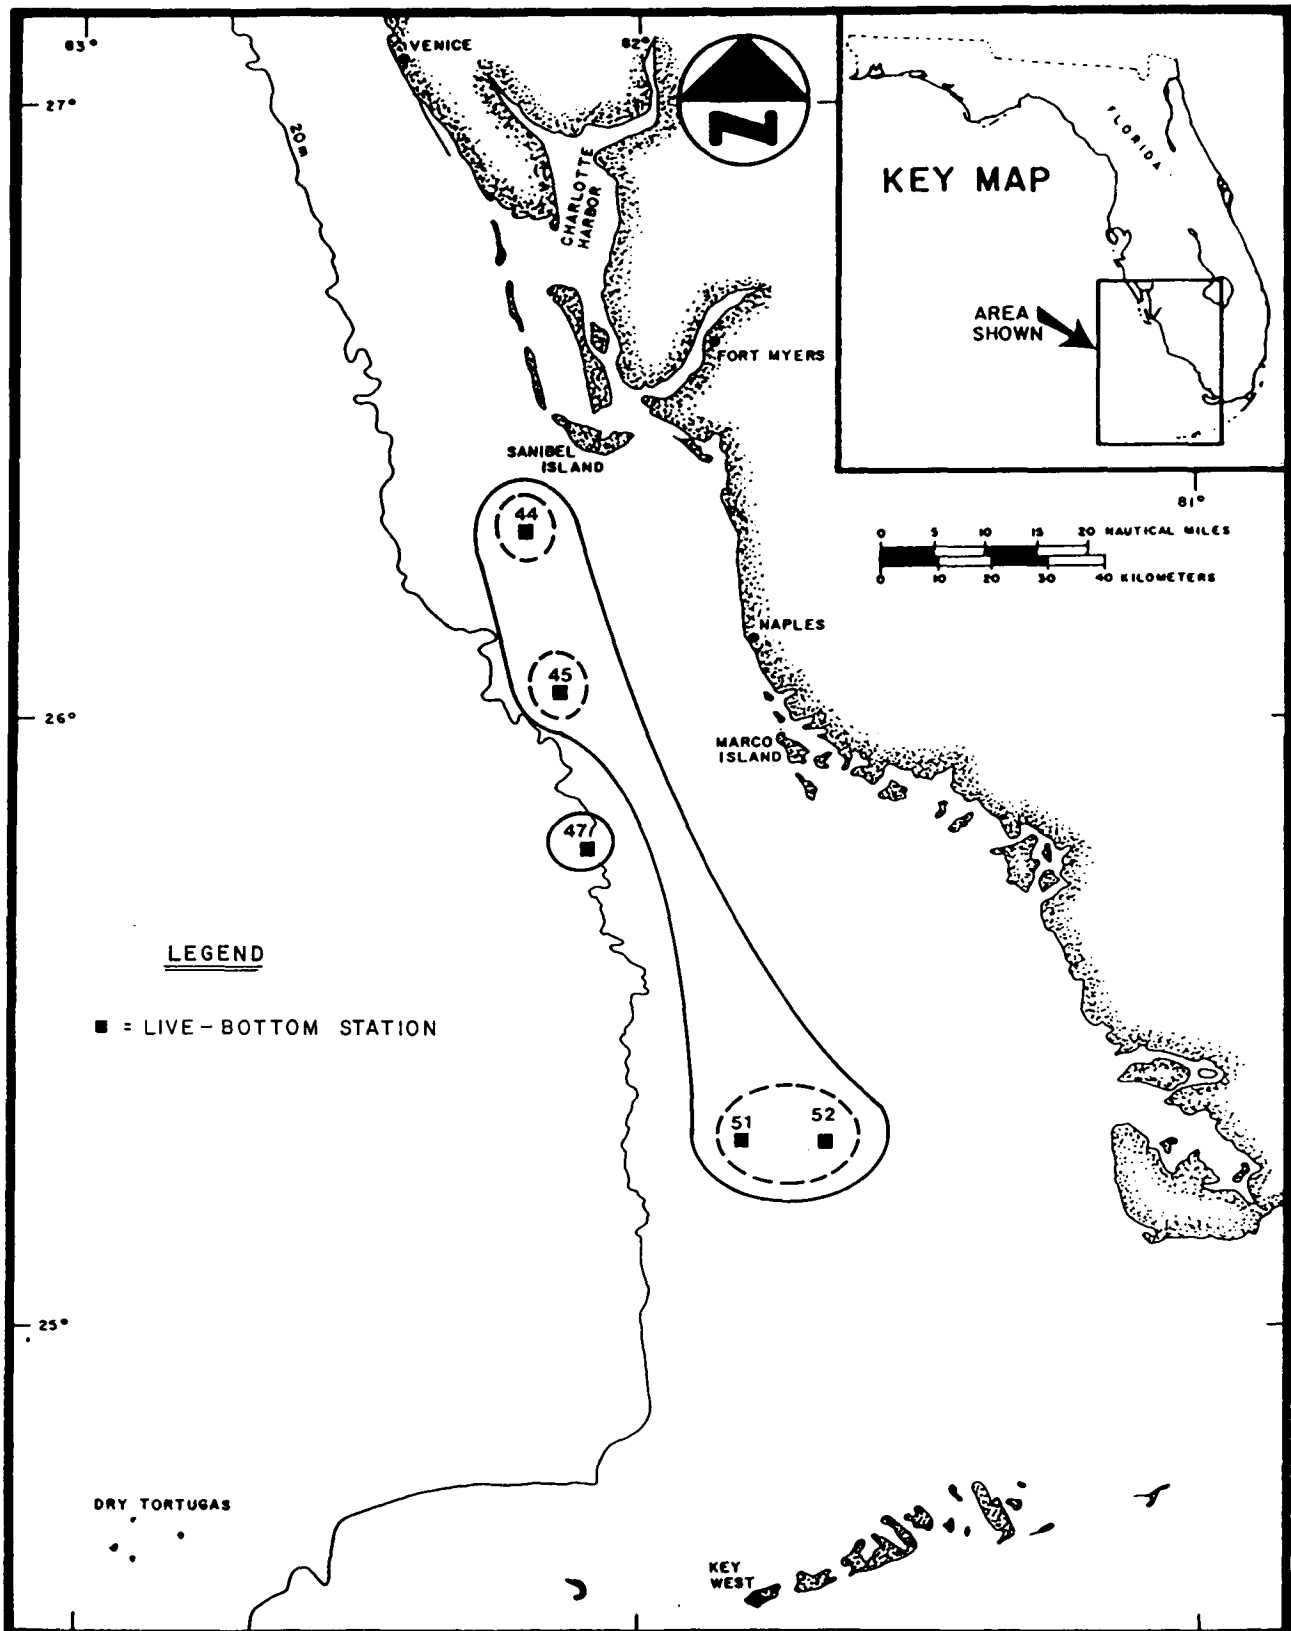 83°
VENICE
82°
27°
20m
CHARLOTTE
HARBOR
N
FLORIDA
KEY MAP
AREA
SHOWN
FORT MYERS
SANIBEL
ISLAND
81°
0 5 10 15 20 NAUTICAL MILES
0 10 20 30 40 KILOMETERS
44
NAPLES
45
26°
MARCO
ISLAND
47
LEGEND
■ = LIVE-BOTTOM STATION
51 52
25°
DRY TORTUGAS
KEY
WEST